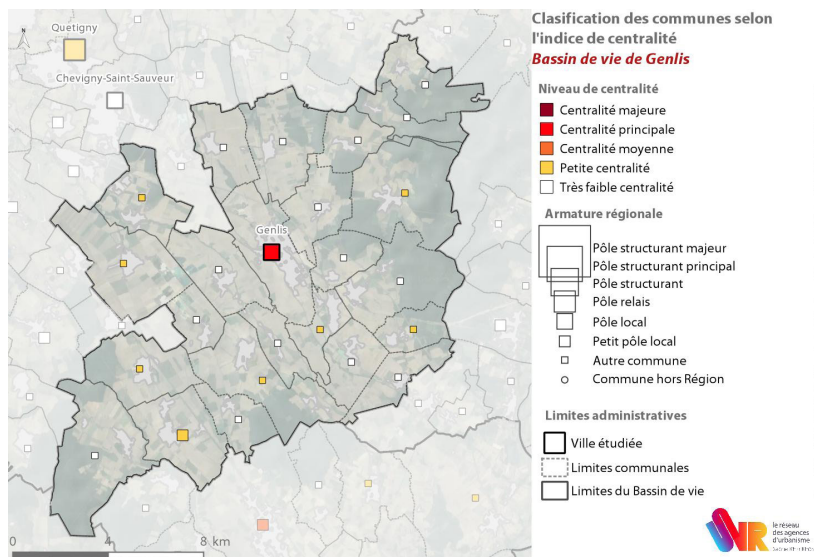 Clasification des communes selon
l'indice de centralité
Bassin de vie de Genlis
Niveau de centralité
Centralité majeure
Centralité principale
Centralité moyenne
Petite centralité
Très faible centralité
Armature régionale
Pôle structurant majeur
Pôle structurant principal
Pôle structurant
Pôle relais
Pôle local
Petit pôle local
Autre commune
Commune hors Région
Limites administratives
Ville étudiée
Limites communales
Limites du Bassin de vie
Quetigny
N
Chevigny-Saint-Sauveur
Genlis
0 4 8 km
le réseau
des agences
d'urbanisme